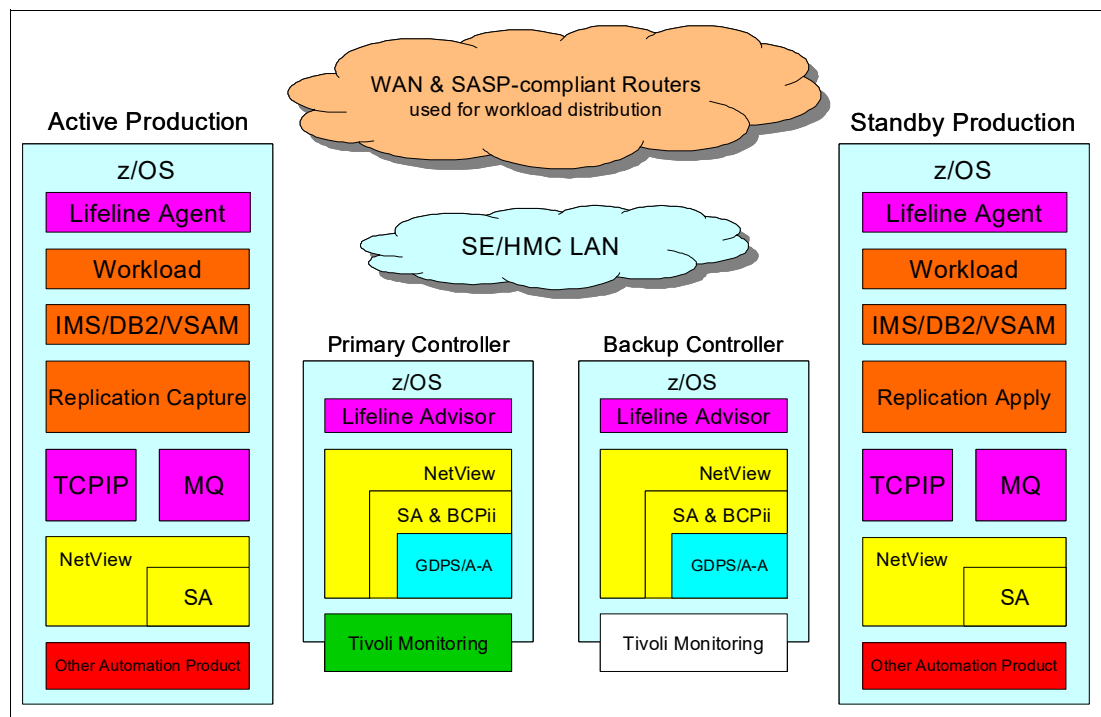 WAN & SASP-compliant Routers
used for workload distribution
SE/HMC LAN
Active Production
z/OS
Lifeline Agent
Workload
IMS/DB2/VSAM
Replication Capture
TCPIP
MQ
NetView
SA
Other Automation Product
Primary Controller
z/OS
Lifeline Advisor
NetView
SA & BCPii
GDPS/A-A
Tivoli Monitoring
Backup Controller
z/OS
Lifeline Advisor
NetView
SA & BCPii
GDPS/A-A
Tivoli Monitoring
Standby Production
z/OS
Lifeline Agent
Workload
IMS/DB2/VSAM
Replication Apply
TCPIP
MQ
NetView
SA
Other Automation Product